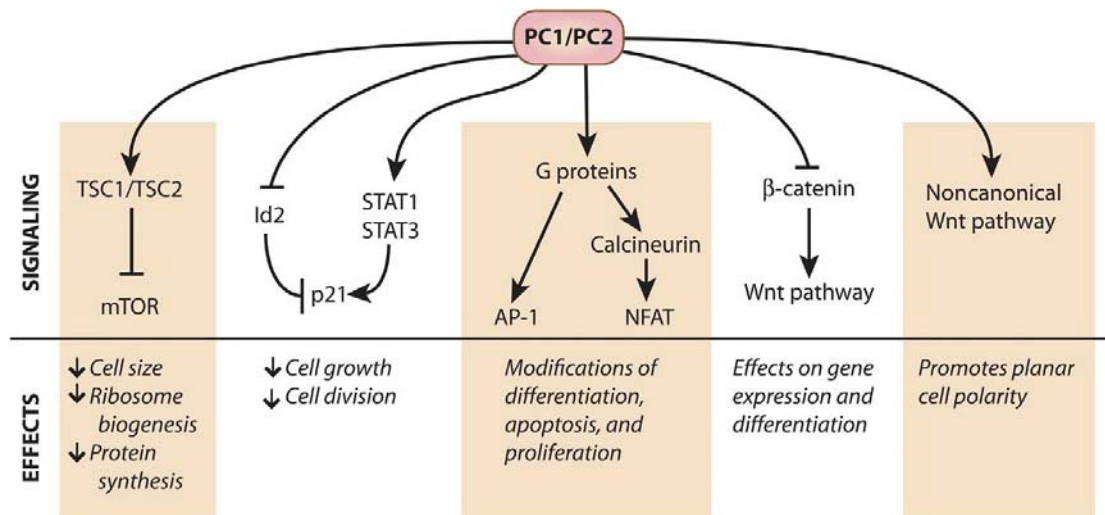 PC1/PC2
SIGNALING
TSC1/TSC2
mTOR
Id2
STAT1
STAT3
p21
G proteins
Calcineurin
AP-1
NFAT
β-catenin
Wnt pathway
Noncanonical
Wnt pathway
EFFECTS
↓ Cell size
↓ Ribosome
biogenesis
↓ Protein
synthesis
↓ Cell growth
↓ Cell division
Modifications of
differentiation,
apoptosis, and
proliferation
Effects on gene
expression and
differentiation
Promotes planar
cell polarity